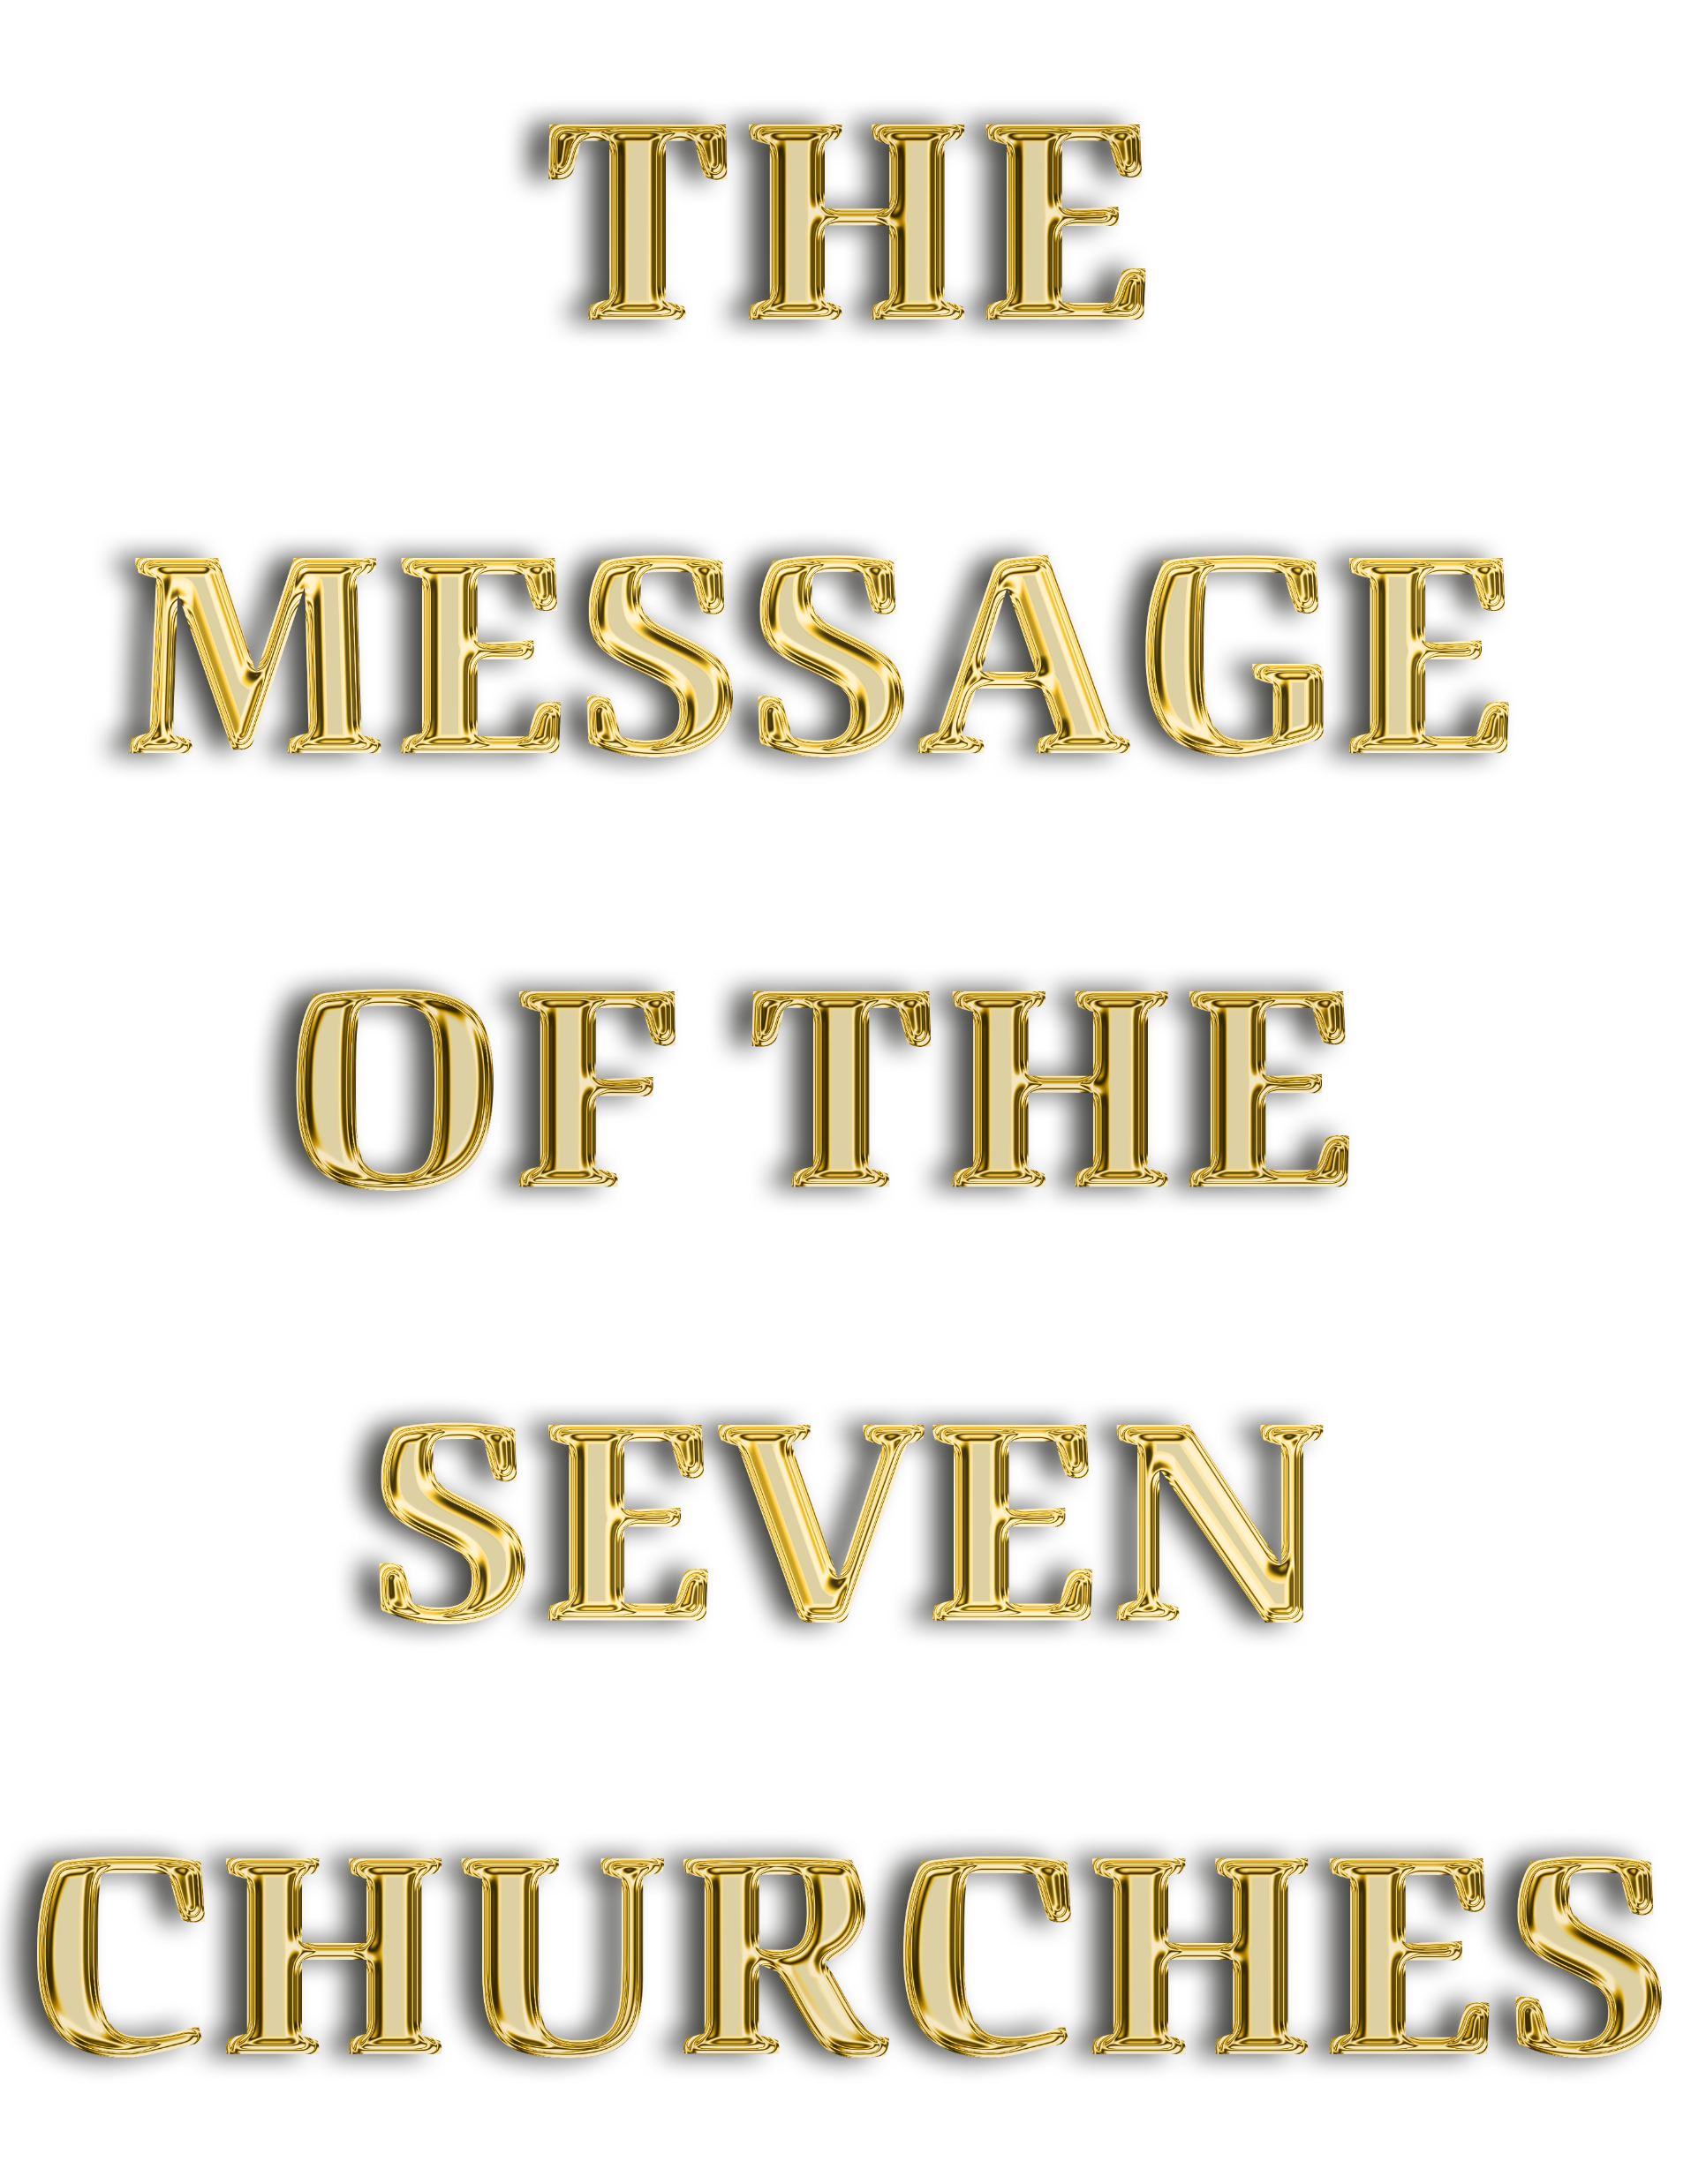 THE
MESSAGE
OF THE
SEVEN
CHURCHES